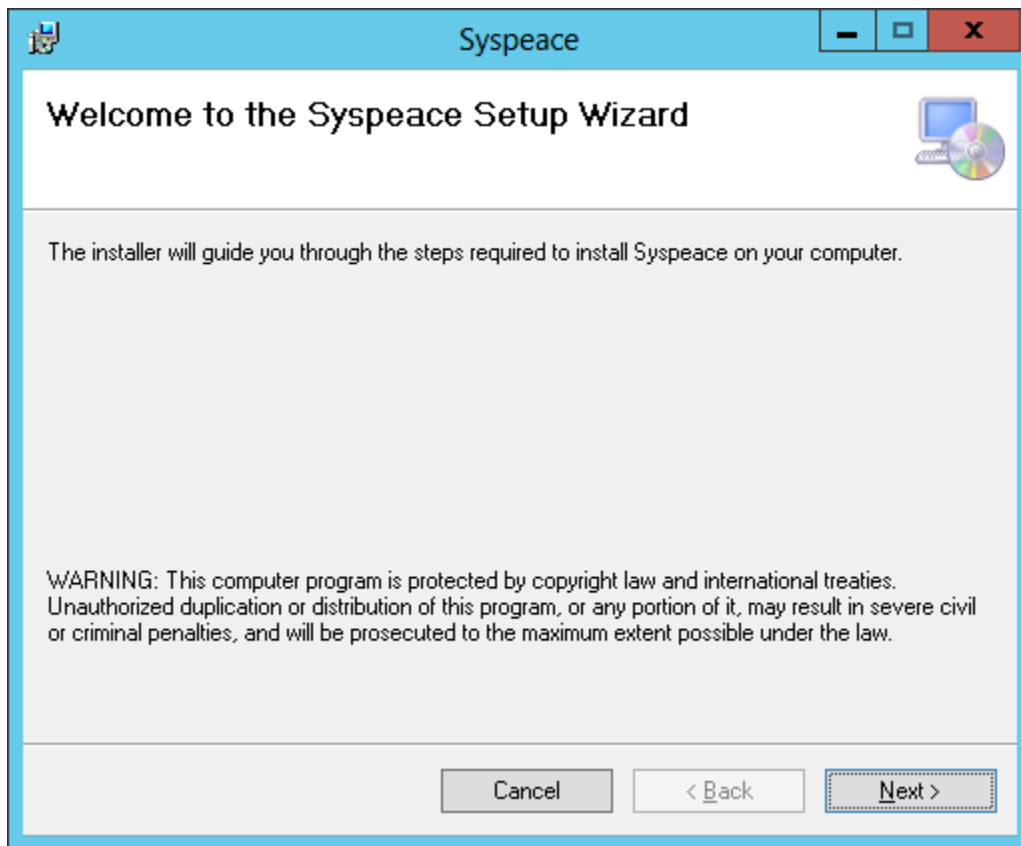 Syspeace
Welcome to the Syspeace Setup Wizard
The installer will guide you through the steps required to install Syspeace on your computer.
WARNING: This computer program is protected by copyright law and international treaties.
Unauthorized duplication or distribution of this program, or any portion of it, may result in severe civil
or criminal penalties, and will be prosecuted to the maximum extent possible under the law.
Cancel < Back Next >